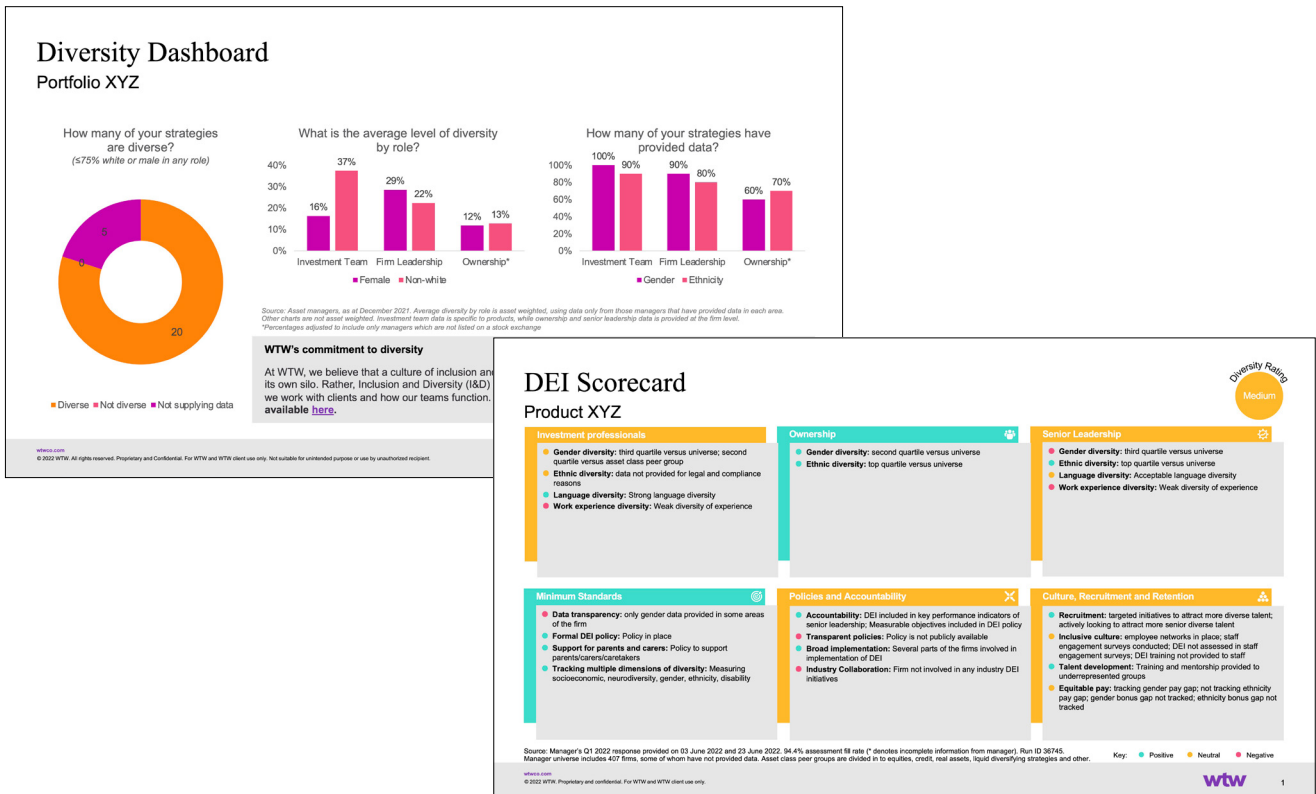 Diversity Dashboard
Portfolio XYZ
How many of your strategies
are diverse?
(≤75% white or male in any role)
5
0
20
■ Diverse ■ Not diverse ■ Not supplying data
What is the average level of diversity
by role?
40%
30%
20%
10%
0%
16%
37%
29%
22%
12%
13%
Investment Team Firm Leadership Ownership*
■ Female ■ Non-white
How many of your strategies have
provided data?
100%
80%
60%
40%
20%
0%
100%
90%
90%
80%
60%
70%
Investment Team Firm Leadership Ownership*
■ Gender ■ Ethnicity
Source: Asset managers, as at December 2021. Average diversity by role is asset weighted, using data only from those managers that have provided data in each area.
Other charts are not asset weighted. Investment team data is specific to products, while ownership and senior leadership data is provided at the firm level.
*Percentages adjusted to include only managers which are not listed on a stock exchange
WTW's commitment to diversity
At WTW, we believe that a culture of inclusion and
its own silo. Rather, Inclusion and Diversity (I&D)
we work with clients and how our teams function.
available here.
wtwco.com
© 2022 WTW. All rights reserved. Proprietary and Confidential. For WTW and WTW client use only. Not suitable for unintended purpose or use by unauthorized recipient.
DEI Scorecard
Product XYZ
Diversity Rating
Medium
Investment professionals
Gender diversity: third quartile versus universe; second
quartile versus asset class peer group
Ethnic diversity: data not provided for legal and compliance
reasons
Language diversity: Strong language diversity
Work experience diversity: Weak diversity of experience
Ownership
Gender diversity: second quartile versus universe
Ethnic diversity: top quartile versus universe
Senior Leadership
Gender diversity: third quartile versus universe
Ethnic diversity: top quartile versus universe
Language diversity: Acceptable language diversity
Work experience diversity: Weak diversity of experience
Minimum Standards
Data transparency: only gender data provided in some areas
of the firm
Formal DEI policy: Policy in place
Support for parents and carers: Policy to support
parents/carers/caretakers
Tracking multiple dimensions of diversity: Measuring
socioeconomic, neurodiversity, gender, ethnicity, disability
Policies and Accountability
Accountability: DEI included in key performance indicators of
senior leadership; Measurable objectives included in DEI policy
Transparent policies: Policy is not publicly available
Broad implementation: Several parts of the firms involved in
implementation of DEI
Industry Collaboration: Firm not involved in any industry DEI
initiatives
Culture, Recruitment and Retention
Recruitment: targeted initiatives to attract more diverse talent;
actively looking to attract more senior diverse talent
Inclusive culture: employee networks in place; staff
engagement surveys conducted; DEI not assessed in staff
engagement surveys; DEI training not provided to staff
Talent development: Training and mentorship provided to
underrepresented groups
Equitable pay: tracking gender pay gap; not tracking ethnicity
pay gap; gender bonus gap not tracked; ethnicity bonus gap not
tracked
Source: Manager's Q1 2022 response provided on 03 June 2022 and 23 June 2022. 94.4% assessment fill rate (* denotes incomplete information from manager). Run ID 36745.
Manager universe includes 407 firms, some of whom have not provided data. Asset class peer groups are divided in to equities, credit, real assets, liquid diversifying strategies and other.
Key: Positive Neutral Negative
wtwco.com
© 2022 WTW. Proprietary and confidential. For WTW and WTW client use only.
wtw
1